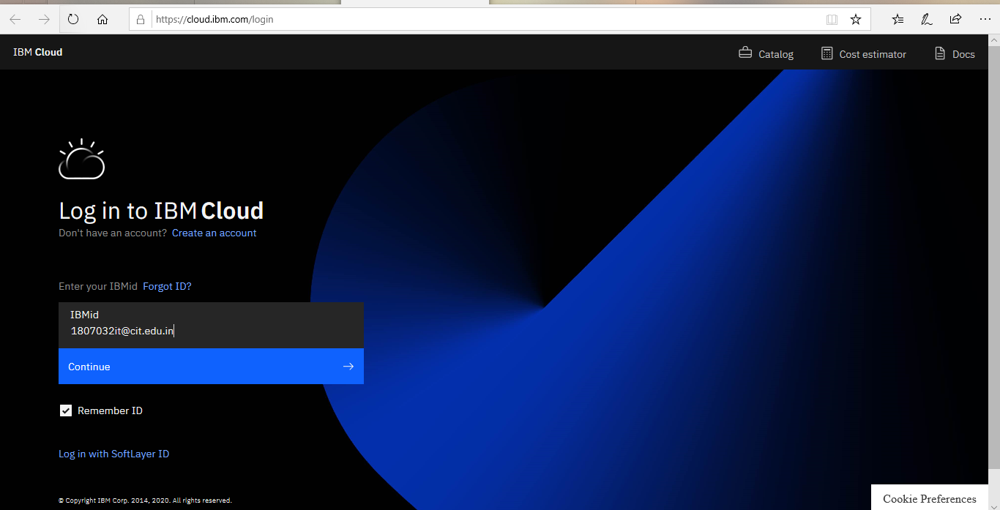 https://cloud.ibm.com/login
IBM Cloud
Catalog
Cost estimator
Docs
Log in to IBM Cloud
Don't have an account? Create an account
Enter your IBMid Forgot ID?
IBMid
1807032it@cit.edu.in
Continue
Remember ID
Log in with SoftLayer ID
© Copyright IBM Corp. 2014, 2020. All rights reserved.
Cookie Preferences